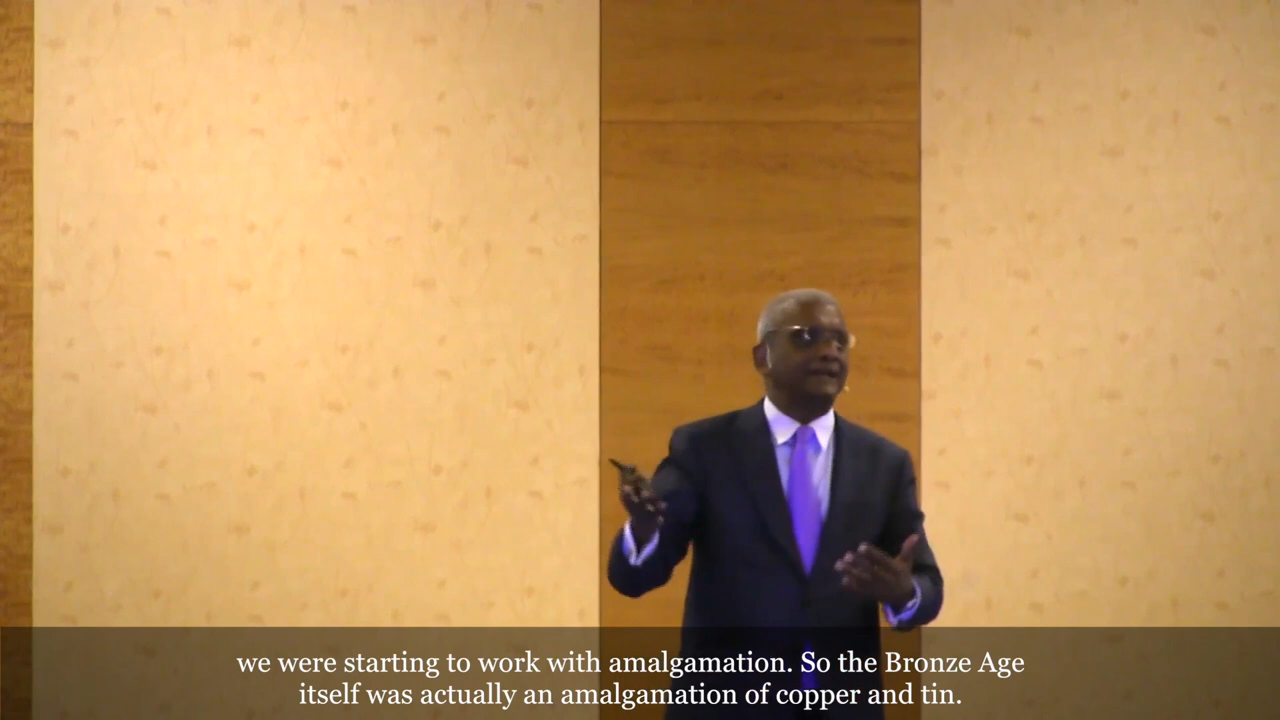 we were starting to work with amalgamation. So the Bronze Age
itself was actually an amalgamation of copper and tin.